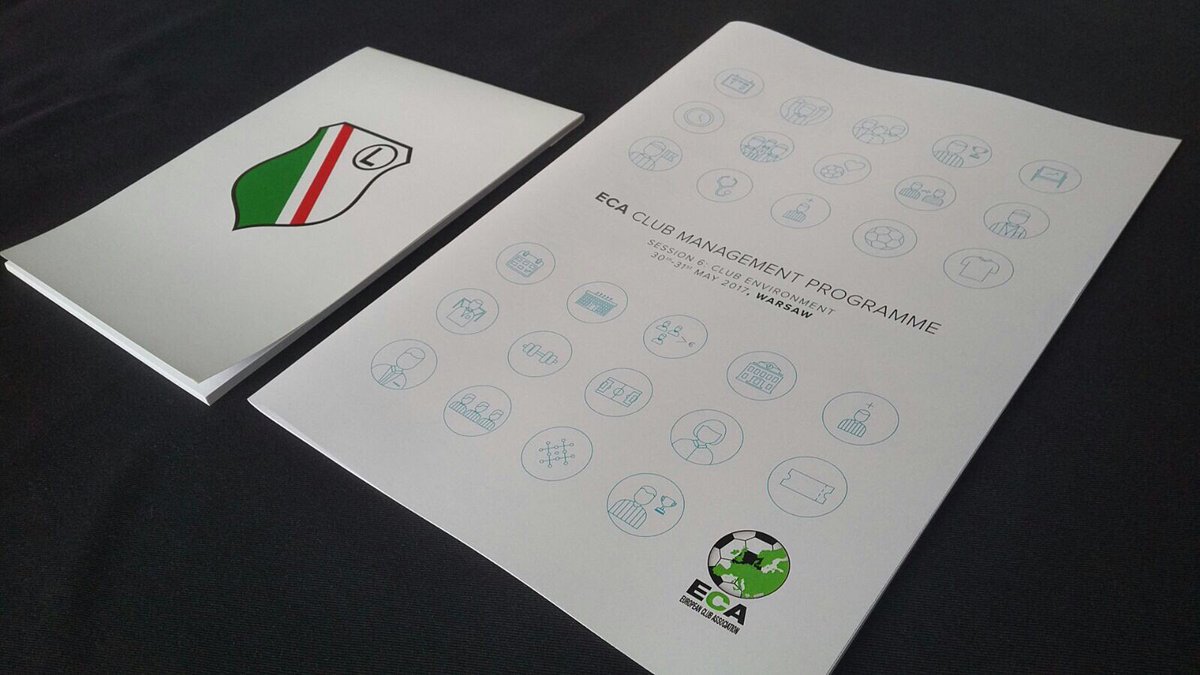 L
ECA CLUB MANAGEMENT PROGRAMME
SESSION 6: CLUB ENVIRONMENT
30TH-31ST MAY 2017, WARSAW
ECA
EUROPEAN CLUB ASSOCIATION